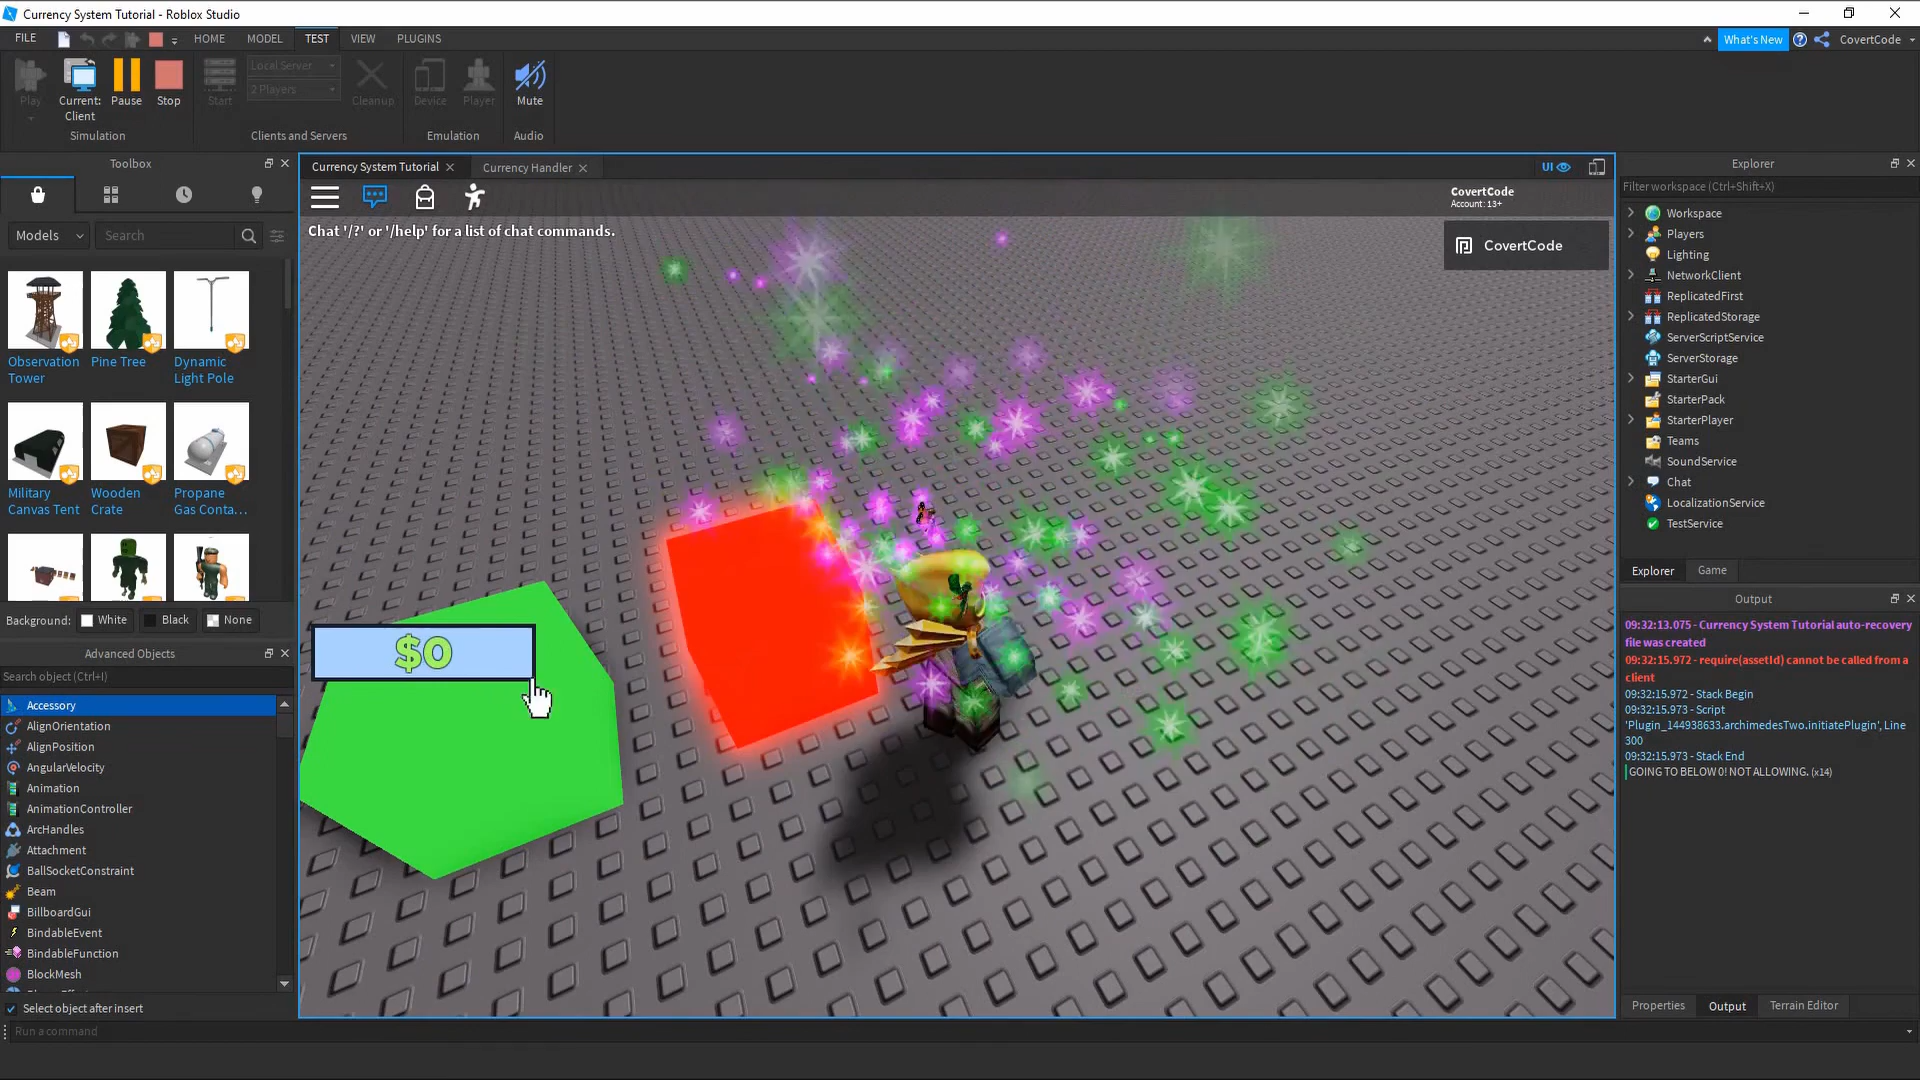 Currency System Tutorial - Roblox Studio
FILE
HOME
MODEL
TEST
VIEW
PLUGINS
What's New
CovertCode
Play
Current:
Client
Pause
Stop
Simulation
Start
Local Server
2 Players
Cleanup
Clients and Servers
Device
Player
Emulation
Mute
Audio
Toolbox
Models
Search
Observation
Tower
Pine Tree
Dynamic
Light Pole
Military
Canvas Tent
Wooden
Crate
Propane
Gas Conta...
Background:
White
Black
None
Advanced Objects
Search object (Ctrl+I)
Accessory
AlignOrientation
AlignPosition
AngularVelocity
Animation
AnimationController
ArcHandles
Attachment
BallSocketConstraint
Beam
BillboardGui
BindableEvent
BindableFunction
BlockMesh
Select object after insert
Run a command
Currency System Tutorial
Currency Handler
UI
Chat '/?' or '/help' for a list of chat commands.
CovertCode
Account: 13+
CovertCode
$0
Explorer
Filter workspace (Ctrl+Shift+X)
Workspace
Players
Lighting
NetworkClient
ReplicatedFirst
ReplicatedStorage
ServerScriptService
ServerStorage
StarterGui
StarterPack
StarterPlayer
Teams
SoundService
Chat
LocalizationService
TestService
Explorer
Game
Output
09:32:13.075 - Currency System Tutorial auto-recovery
file was created
09:32:15.972 - require(assetId) cannot be called from a
client
09:32:15.972 - Stack Begin
09:32:15.973 - Script
'Plugin_144938633.archimedesTwo.initiatePlugin', Line
300
09:32:15.973 - Stack End
GOING TO BELOW 0! NOT ALLOWING. (x14)
Properties
Output
Terrain Editor